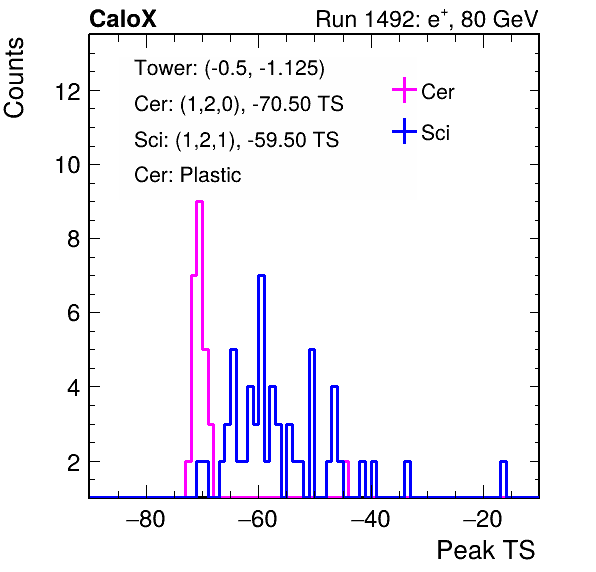 CaloX Run 1492: e⁺, 80 GeV
Counts
Tower: (-0.5, -1.125)
Cer: (1,2,0), -70.50 TS
Sci: (1,2,1), -59.50 TS
Cer: Plastic
Cer
Sci
12
10
8
6
4
2
−80 −60 −40 −20
Peak TS